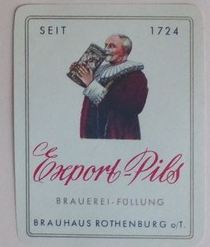 SEIT 1724
Export-Pils
BRAUEREI-FÜLLUNG
BRAUHAUS ROTHENBURG o/T.